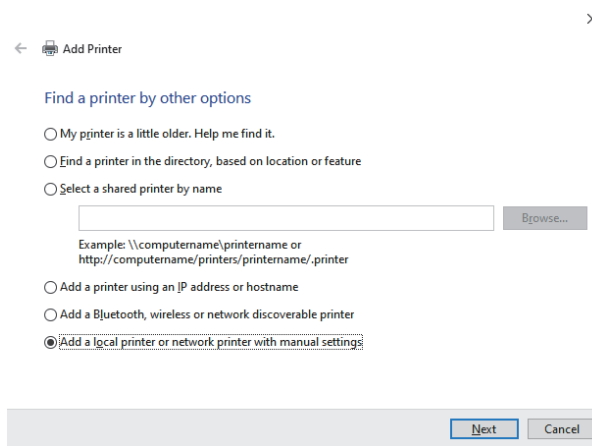 Add Printer
Find a printer by other options
My printer is a little older. Help me find it.
Find a printer in the directory, based on location or feature
Select a shared printer by name
Browse...
Example: \\computername\printername or
http://computername/printers/printername/.printer
Add a printer using an IP address or hostname
Add a Bluetooth, wireless or network discoverable printer
Add a local printer or network printer with manual settings
Next Cancel